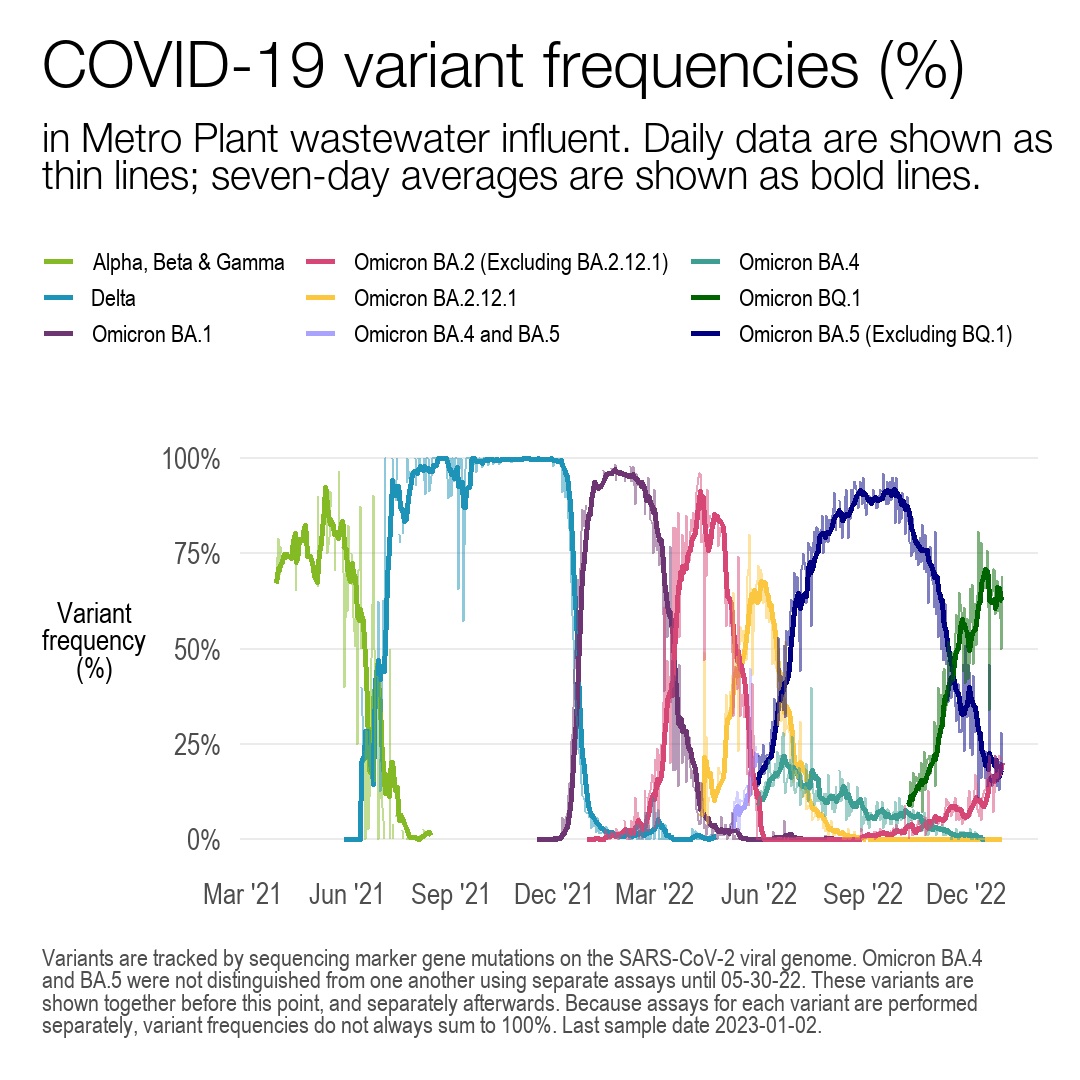 COVID-19 variant frequencies (%)
in Metro Plant wastewater influent. Daily data are shown as
thin lines; seven-day averages are shown as bold lines.
Alpha, Beta & Gamma
Delta
Omicron BA.1
Omicron BA.2 (Excluding BA.2.12.1)
Omicron BA.2.12.1
Omicron BA.4 and BA.5
Omicron BA.4
Omicron BQ.1
Omicron BA.5 (Excluding BQ.1)
Variant
frequency
(%)
100%
75%
50%
25%
0%
Mar '21 Jun '21 Sep '21 Dec '21 Mar '22 Jun '22 Sep '22 Dec '22
Variants are tracked by sequencing marker gene mutations on the SARS-CoV-2 viral genome. Omicron BA.4
and BA.5 were not distinguished from one another using separate assays until 05-30-22. These variants are
shown together before this point, and separately afterwards. Because assays for each variant are performed
separately, variant frequencies do not always sum to 100%. Last sample date 2023-01-02.